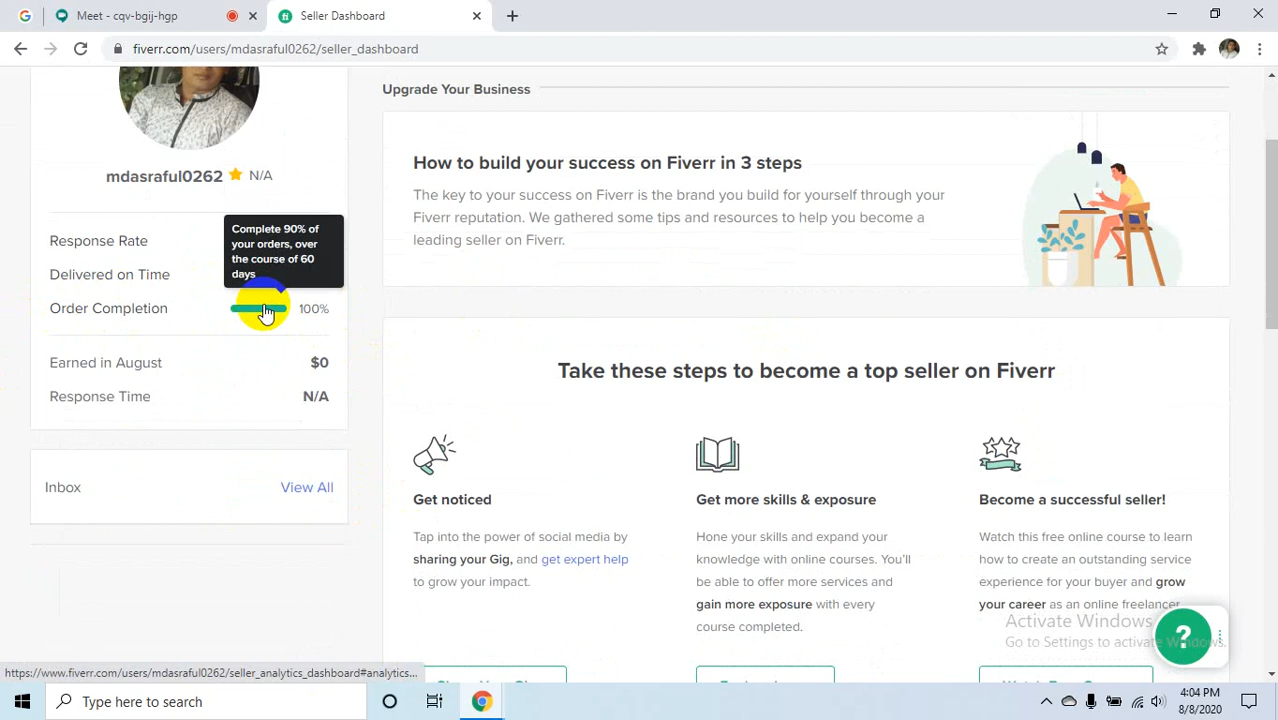 Meet - cqv-bgij-hgp
Seller Dashboard
fiverr.com/users/mdasraful0262/seller_dashboard
mdasraful0262 N/A
Response Rate
Delivered on Time
Order Completion 100%
Complete 90% of
your orders, over
the course of 60
days
Earned in August $0
Response Time N/A
Inbox View All
Upgrade Your Business
How to build your success on Fiverr in 3 steps
The key to your success on Fiverr is the brand you build for yourself through your
Fiverr reputation. We gathered some tips and resources to help you become a
leading seller on Fiverr.
Take these steps to become a top seller on Fiverr
Get noticed
Tap into the power of social media by
sharing your Gig, and get expert help
to grow your impact.
Get more skills & exposure
Hone your skills and expand your
knowledge with online courses. You'll
be able to offer more services and
gain more exposure with every
course completed.
Become a successful seller!
Watch this free online course to learn
how to create an outstanding service
experience for your buyer and grow
your career as an online freelancer.
Activate Windows
Go to Settings to activate Windows.
?
https://www.fiverr.com/users/mdasraful0262/seller_analytics_dashboard#analytics...
Type here to search
4:04 PM
8/8/2020